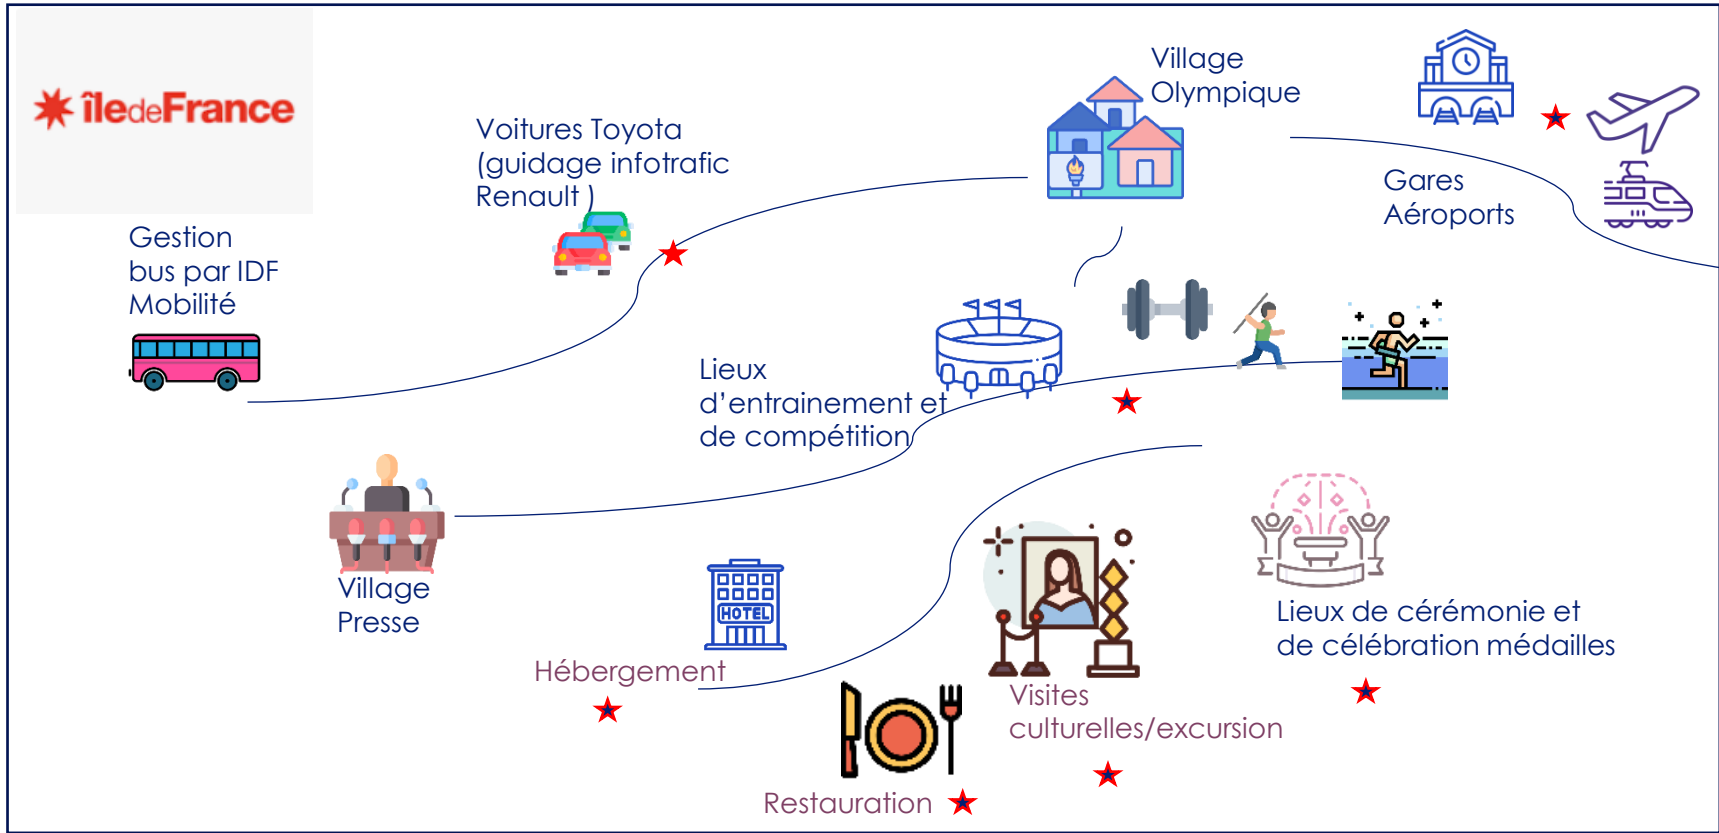 îledeFrance
Village
Olympique
Voitures Toyota
(guidage infotrafic
Renault )
Gares
Aéroports
Gestion
bus par IDF
Mobilité
Lieux
d’entrainement et
de compétition
Village
Presse
HOTEL
Hébergement
Lieux de cérémonie et
de célébration médailles
Visites
culturelles/excursion
Restauration